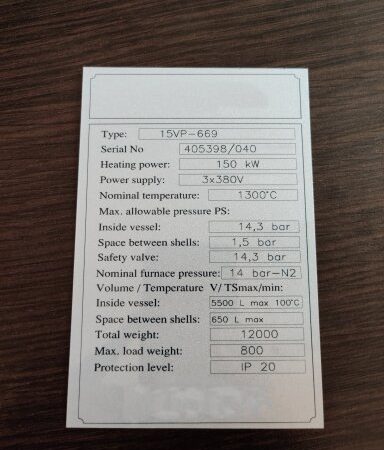 Type: 15VP-669
Serial No 405398/040
Heating power: 150 kW
Power supply: 3x380V
Nominal temperature: 1300°C
Max. allowable pressure PS:
Inside vessel: 14,3 bar
Space between shells: 1,5 bar
Safety valve: 14,3 bar
Nominal furnace pressure: 14 bar-N2
Volume / Temperature V/ TSmax/min:
Inside vessel: 5500 L max 100°C
Space between shells: 650 L max
Total weight: 12000
Max. load weight: 800
Protection level: IP 20